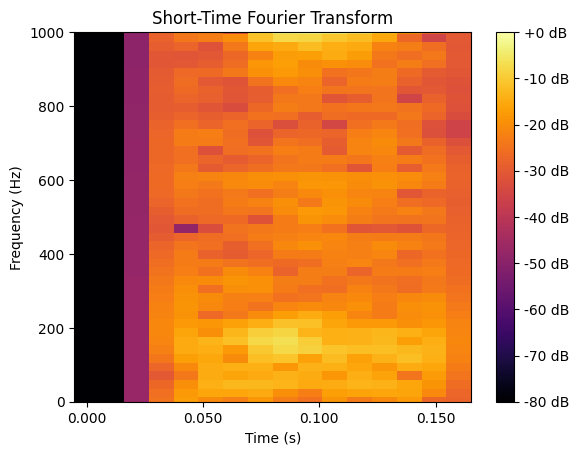 Short-Time Fourier Transform
1000
800
600
400
200
0
Frequency (Hz)
0.000
0.050
0.100
0.150
Time (s)
+0 dB
-10 dB
-20 dB
-30 dB
-40 dB
-50 dB
-60 dB
-70 dB
-80 dB